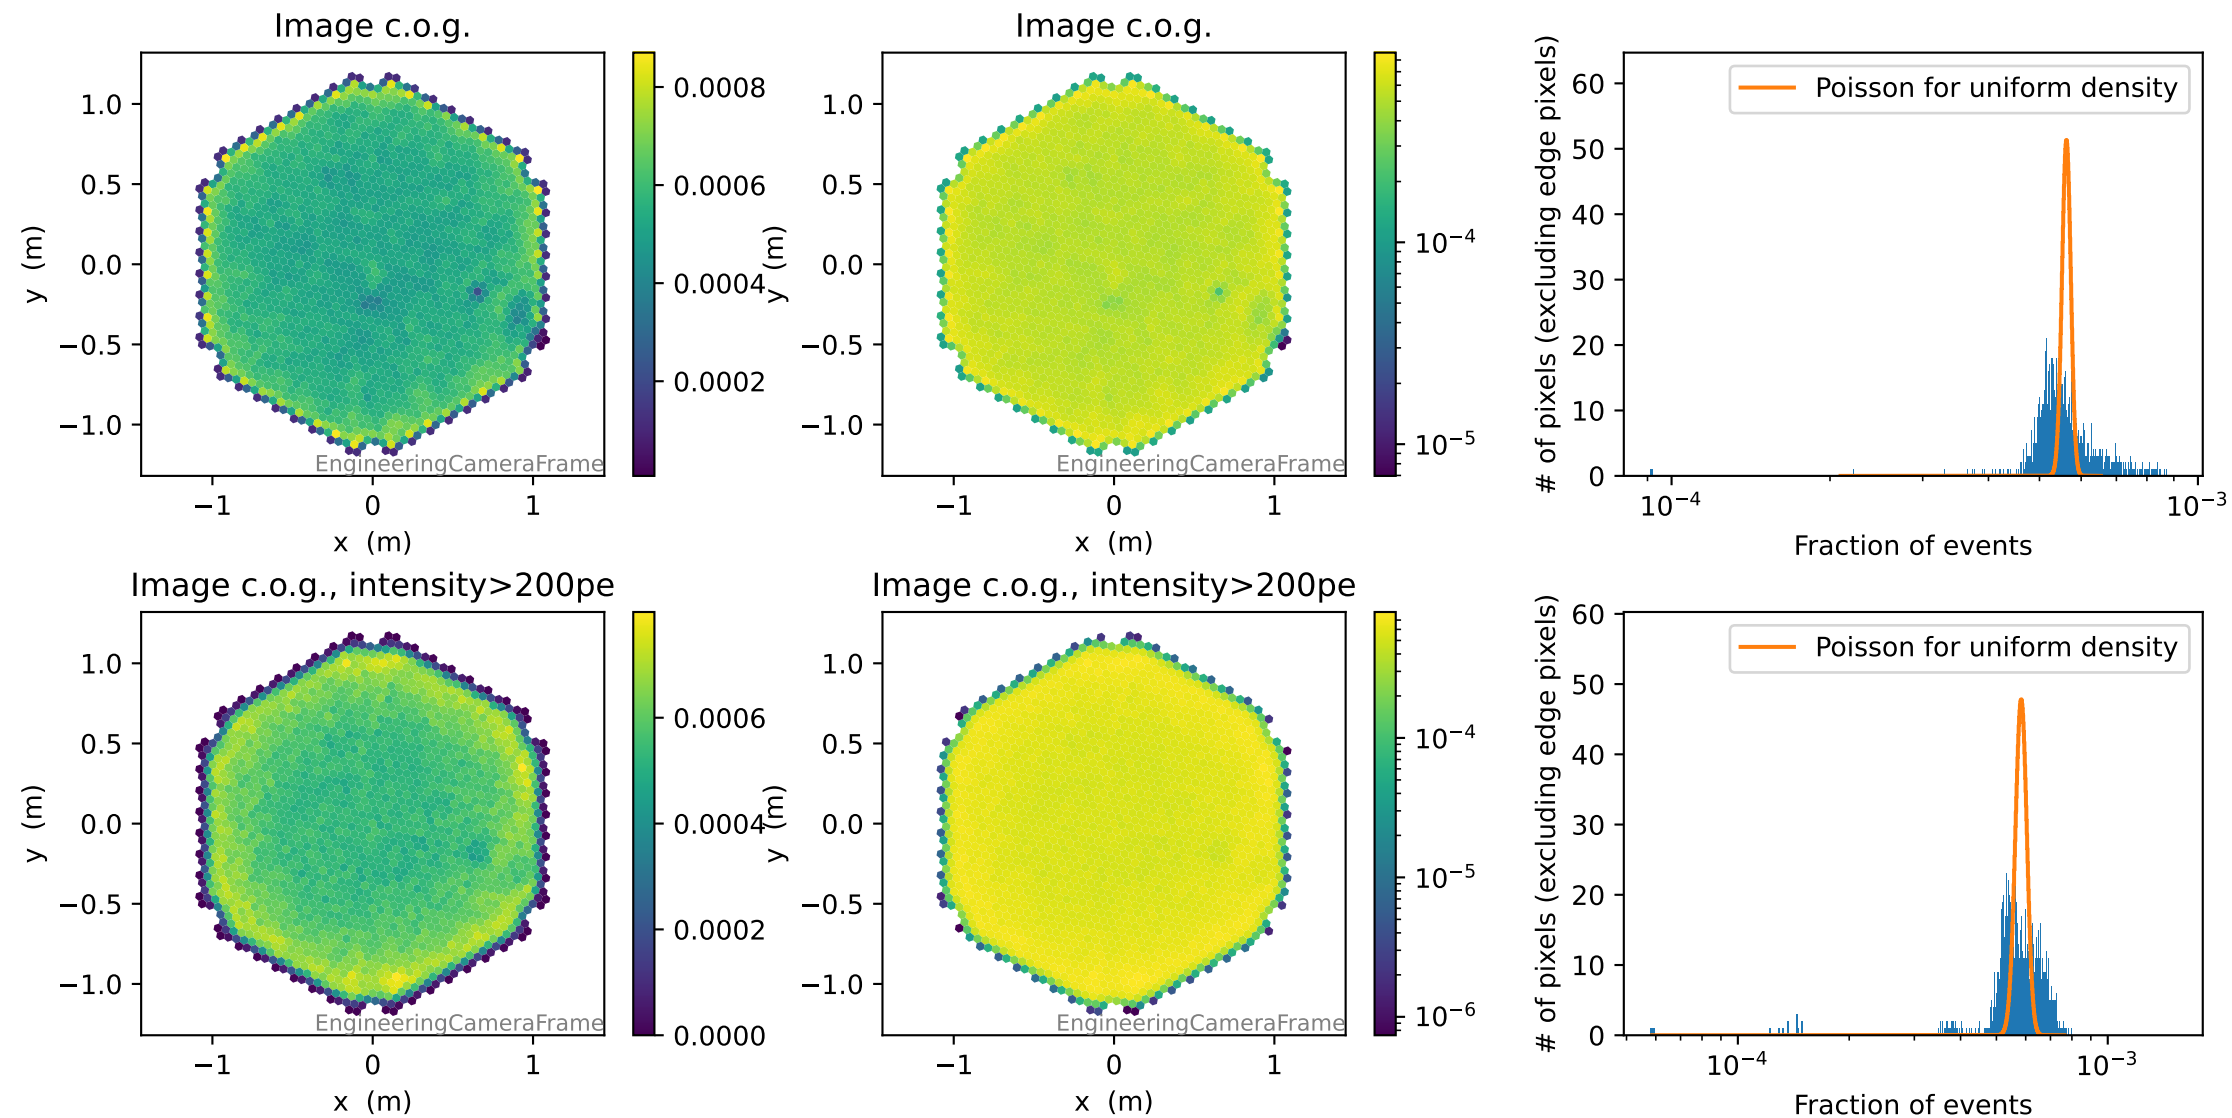 Image c.o.g.
1.0
0.5
0.0
−0.5
−1.0
y (m)
−1
0
1
x (m)
EngineeringCameraFrame
0.0008
0.0006
0.0004
0.0002
Image c.o.g.
1.0
0.5
0.0
−0.5
−1.0
y (m)
−1
0
1
x (m)
EngineeringCameraFrame
10⁻⁴
10⁻⁵
# of pixels (excluding edge pixels)
60
50
40
30
20
10
0
Poisson for uniform density
10⁻⁴
10⁻³
Fraction of events
Image c.o.g., intensity>200pe
1.0
0.5
0.0
−0.5
−1.0
y (m)
−1
0
1
x (m)
EngineeringCameraFrame
0.0006
0.0004
0.0002
0.0000
Image c.o.g., intensity>200pe
1.0
0.5
0.0
−0.5
−1.0
y (m)
−1
0
1
x (m)
EngineeringCameraFrame
10⁻⁴
10⁻⁵
10⁻⁶
# of pixels (excluding edge pixels)
60
50
40
30
20
10
0
Poisson for uniform density
10⁻⁴
10⁻³
Fraction of events